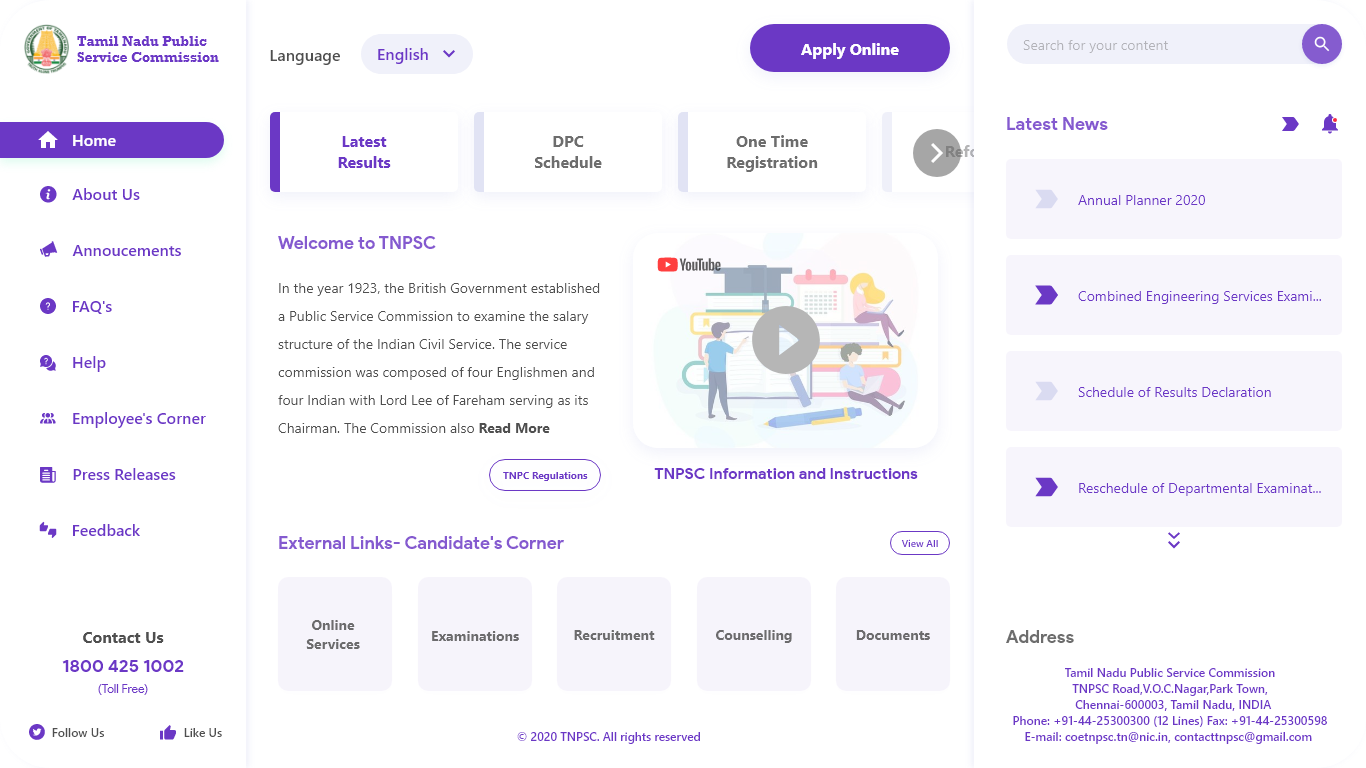 Tamil Nadu Public
Service Commission
Home
About Us
Annoucements
FAQ's
Help
Employee's Corner
Press Releases
Feedback
Contact Us
1800 425 1002
(Toll Free)
Follow Us
Like Us
Language
English
Apply Online
Latest
Results
DPC
Schedule
One Time
Registration
Welcome to TNPSC
In the year 1923, the British Government established
a Public Service Commission to examine the salary
structure of the Indian Civil Service. The service
commission was composed of four Englishmen and
four Indian with Lord Lee of Fareham serving as its
Chairman. The Commission also Read More
TNPC Regulations
YouTube
TNPSC Information and Instructions
External Links- Candidate's Corner
View All
Online
Services
Examinations
Recruitment
Counselling
Documents
© 2020 TNPSC. All rights reserved
Search for your content
Latest News
Annual Planner 2020
Combined Engineering Services Exami...
Schedule of Results Declaration
Reschedule of Departmental Examinat...
Address
Tamil Nadu Public Service Commission
TNPSC Road,V.O.C.Nagar,Park Town,
Chennai-600003, Tamil Nadu, INDIA
Phone: +91-44-25300300 (12 Lines) Fax: +91-44-25300598
E-mail: coetnpsc.tn@nic.in, contacttnpsc@gmail.com